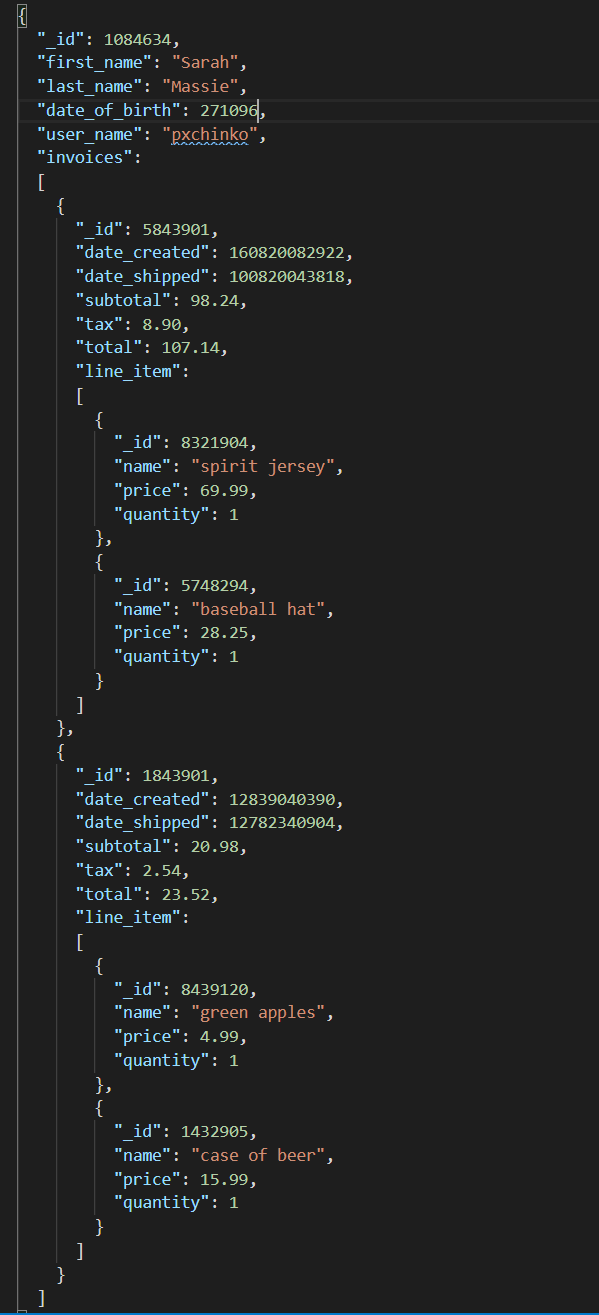 {
"_id": 1084634,
"first_name": "Sarah",
"last_name": "Massie",
"date_of_birth": 271096,
"user_name": "pxchinko",
"invoices":
[
{
"_id": 5843901,
"date_created": 160820082922,
"date_shipped": 100820043818,
"subtotal": 98.24,
"tax": 8.90,
"total": 107.14,
"line_item":
[
{
"_id": 8321904,
"name": "spirit jersey",
"price": 69.99,
"quantity": 1
},
{
"_id": 5748294,
"name": "baseball hat",
"price": 28.25,
"quantity": 1
}
]
},
{
"_id": 1843901,
"date_created": 12839040390,
"date_shipped": 12782340904,
"subtotal": 20.98,
"tax": 2.54,
"total": 23.52,
"line_item":
[
{
"_id": 8439120,
"name": "green apples",
"price": 4.99,
"quantity": 1
},
{
"_id": 1432905,
"name": "case of beer",
"price": 15.99,
"quantity": 1
}
]
}
]